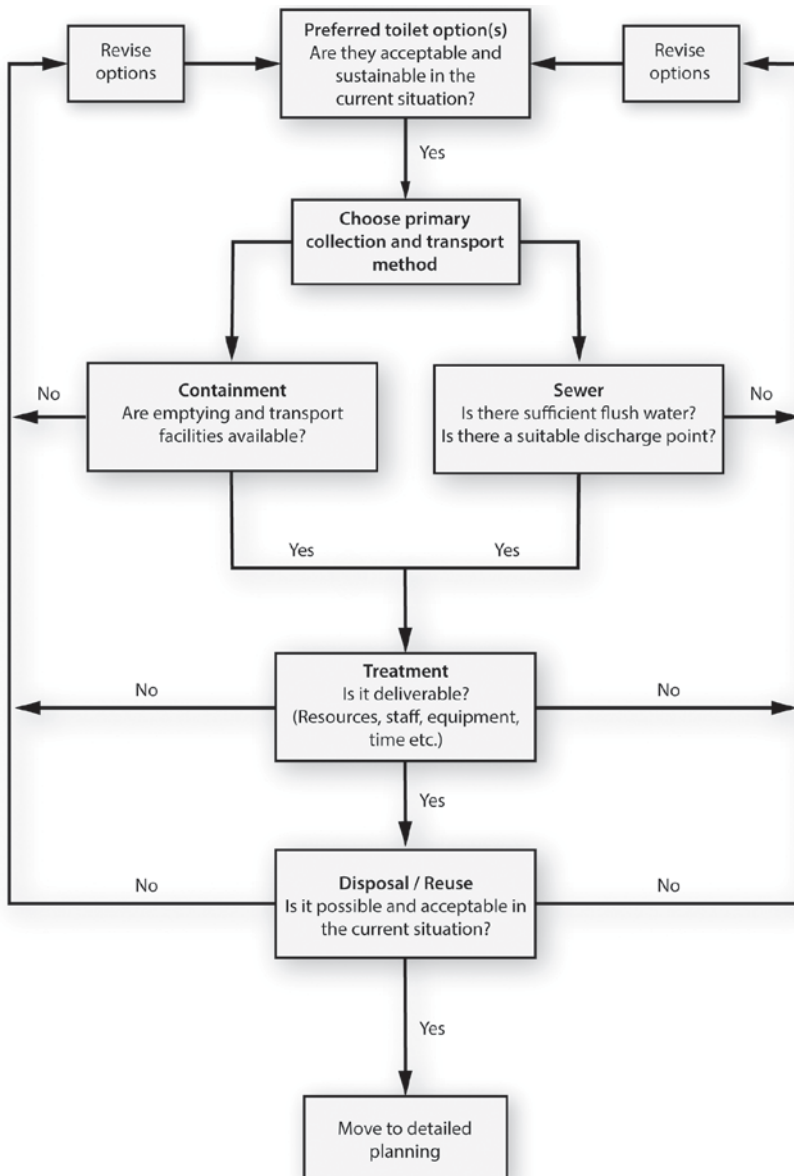 Revise
options
Preferred toilet option(s)
Are they acceptable and
sustainable in the
current situation?
Revise
options
Yes
Choose primary
collection and transport
method
No
Containment
Are emptying and transport
facilities available?
Sewer
Is there sufficient flush water?
Is there a suitable discharge point?
No
Yes
Yes
No
Treatment
Is it deliverable?
(Resources, staff, equipment,
time etc.)
No
Yes
No
Disposal / Reuse
Is it possible and acceptable in
the current situation?
No
Yes
Move to detailed
planning